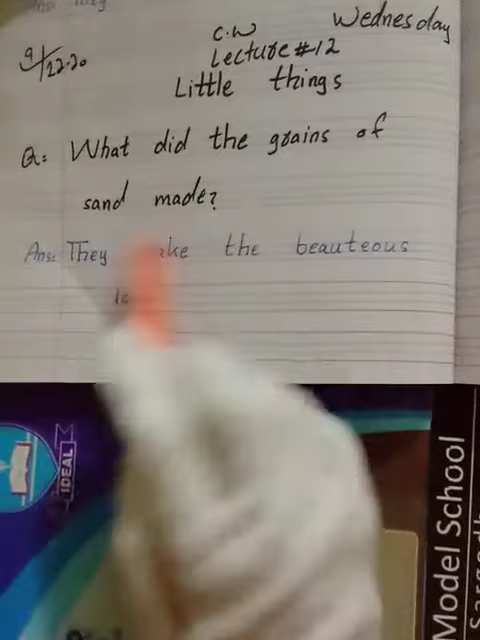 Wednesday
C.W
9/12-20
Lecture #12
Little things
Q: What did the grains of
sand made?
Ans: They the beauteous
IDEAL
Model School